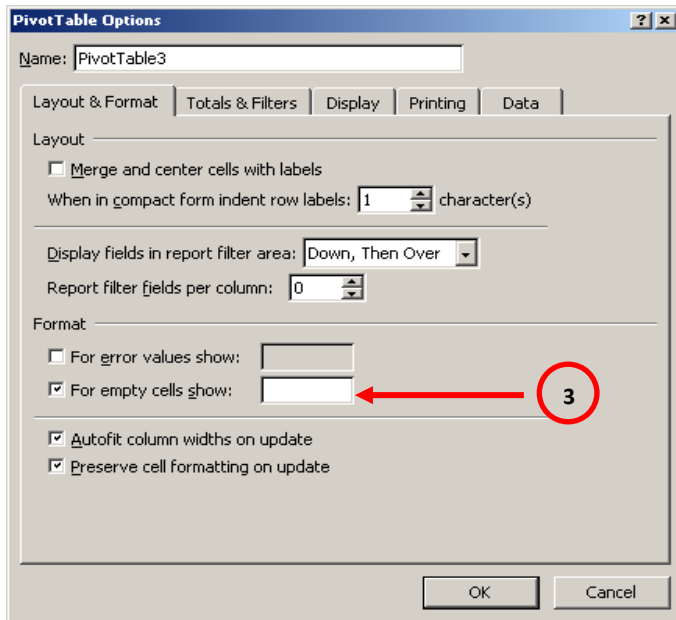 PivotTable Options ? ×
Name: PivotTable3
Layout & Format Totals & Filters Display Printing Data
Layout
Merge and center cells with labels
When in compact form indent row labels: 1 character(s)
Display fields in report filter area: Down, Then Over
Report filter fields per column: 0
Format
For error values show:
For empty cells show: 3
Autofit column widths on update
Preserve cell formatting on update
OK Cancel